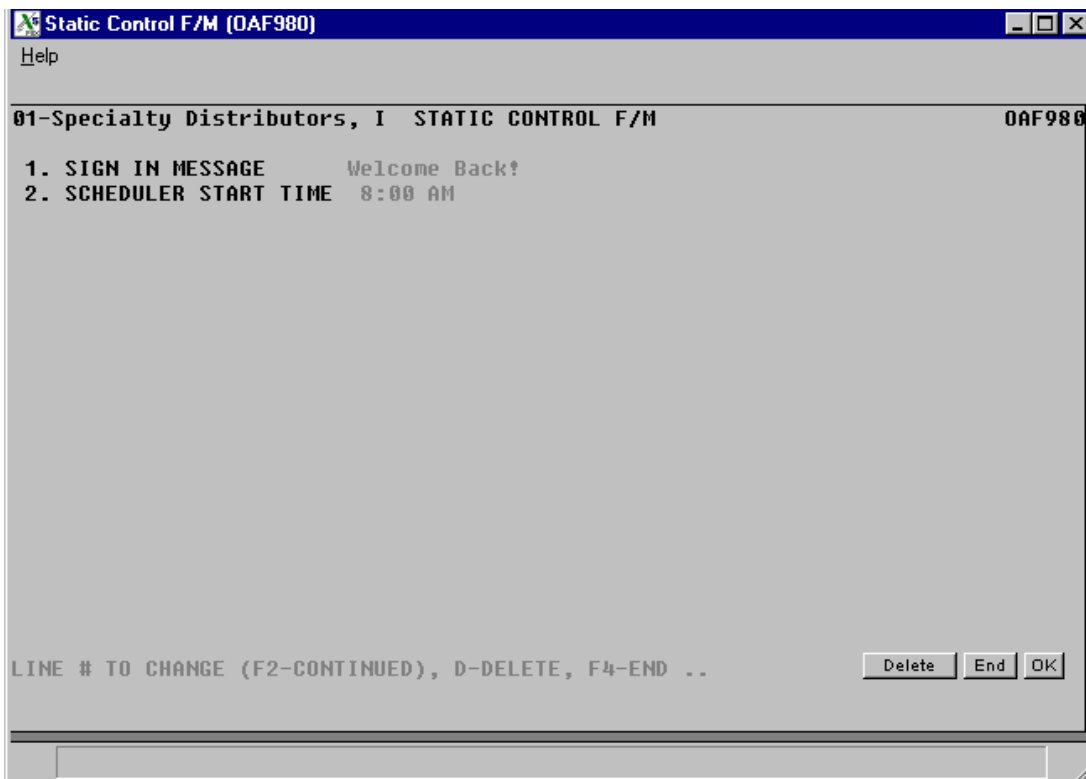 Static Control F/M (OAF980)
Help
01-Specialty Distributors, I STATIC CONTROL F/M OAF980
1. SIGN IN MESSAGE Welcome Back!
2. SCHEDULER START TIME 8:00 AM
LINE # TO CHANGE (F2-CONTINUED), D-DELETE, F4-END .. Delete End OK